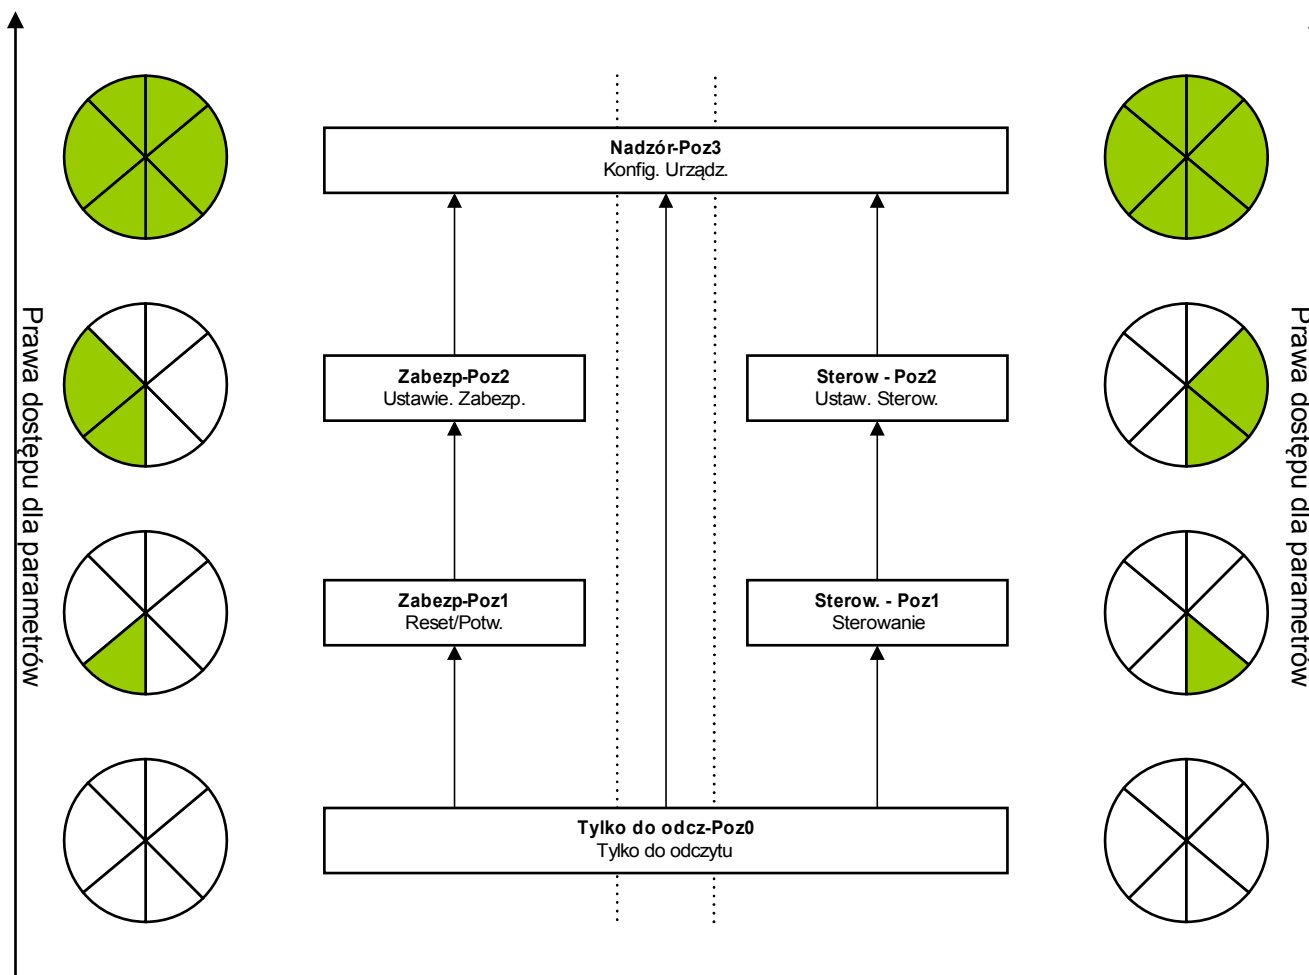 Nadzór-Poz3
Konfig. Urządz.
Prawa dostępu dla parametrów
Zabezp-Poz2
Ustawie. Zabezp.
Sterow - Poz2
Ustaw. Sterow.
Prawa dostępu dla parametrów
Zabezp-Poz1
Reset/Potw.
Sterow. - Poz1
Sterowanie
Tylko do odcz-Poz0
Tylko do odczytu